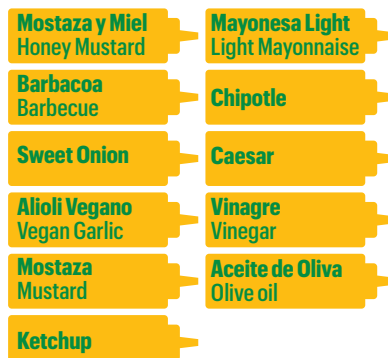 Mostaza y Miel
Honey Mustard
Mayonesa Light
Light Mayonnaise
Barbacoa
Barbecue
Chipotle
Sweet Onion
Caesar
Alioli Vegano
Vegan Garlic
Vinagre
Vinegar
Mostaza
Mustard
Aceite de Oliva
Olive oil
Ketchup